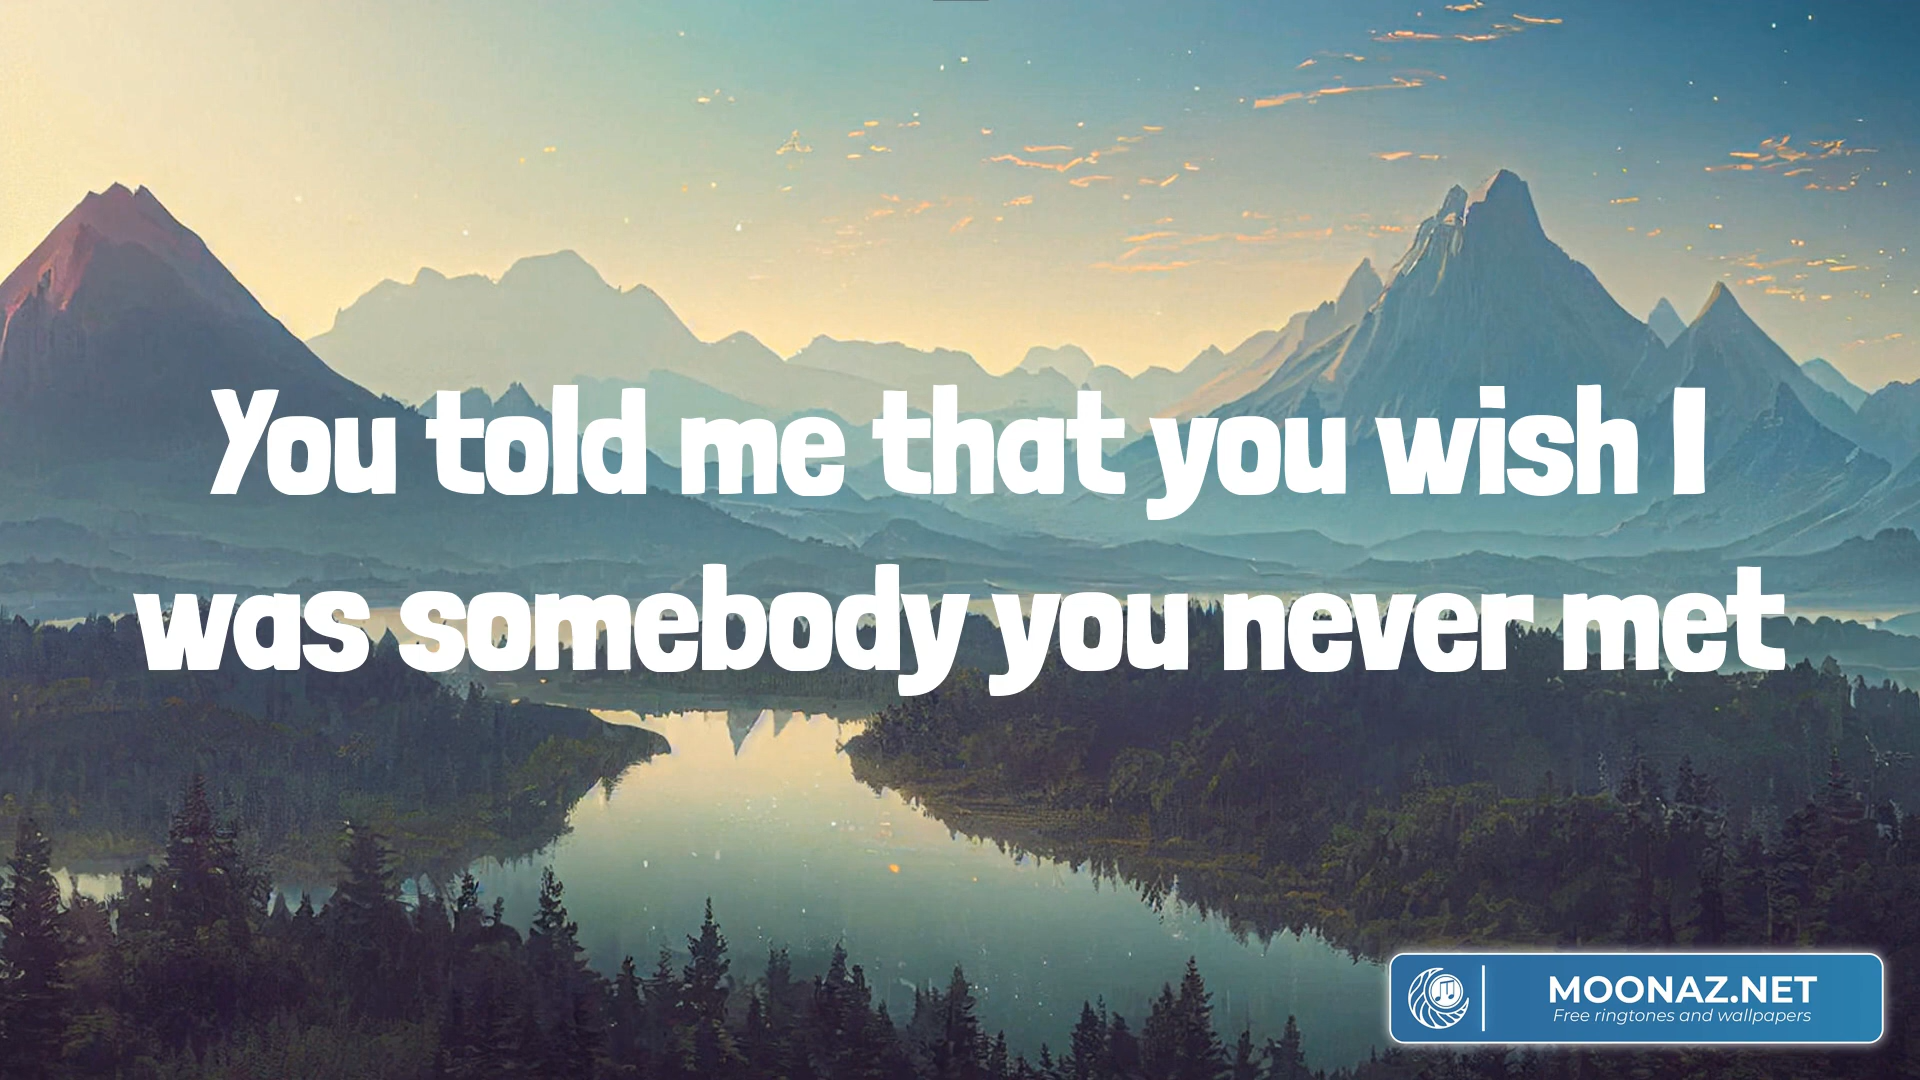 You told me that you wish I
was somebody you never met
MOONAZ.NET
Free ringtones and wallpapers